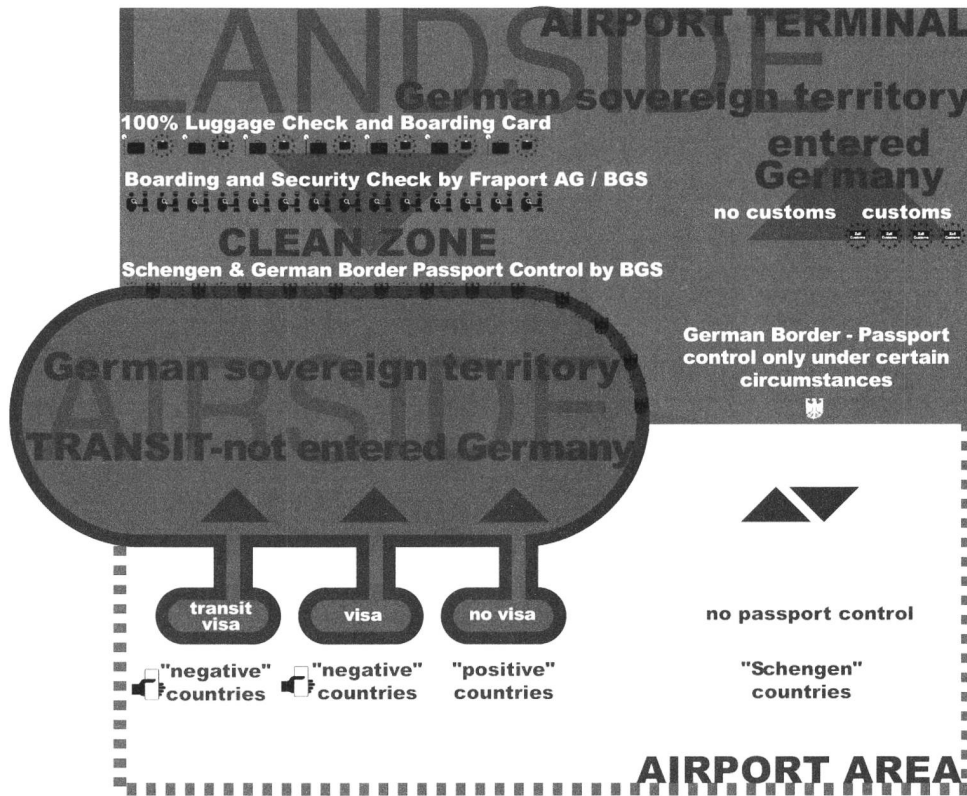 LANDSIDE
AIRPORT TERMINAL
German sovereign territory
entered
Germany
100% Luggage Check and Boarding Card
Boarding and Security Check by Fraport AG / BGS
no customs customs
CLEAN ZONE
Schengen & German Border Passport Control by BGS
German Border - Passport
control only under certain
circumstances
German sovereign territory
AIRSIDE
TRANSIT-not entered Germany
transit
visa
visa
no visa
no passport control
"negative"
countries
"negative"
countries
"positive"
countries
"Schengen"
countries
AIRPORT AREA